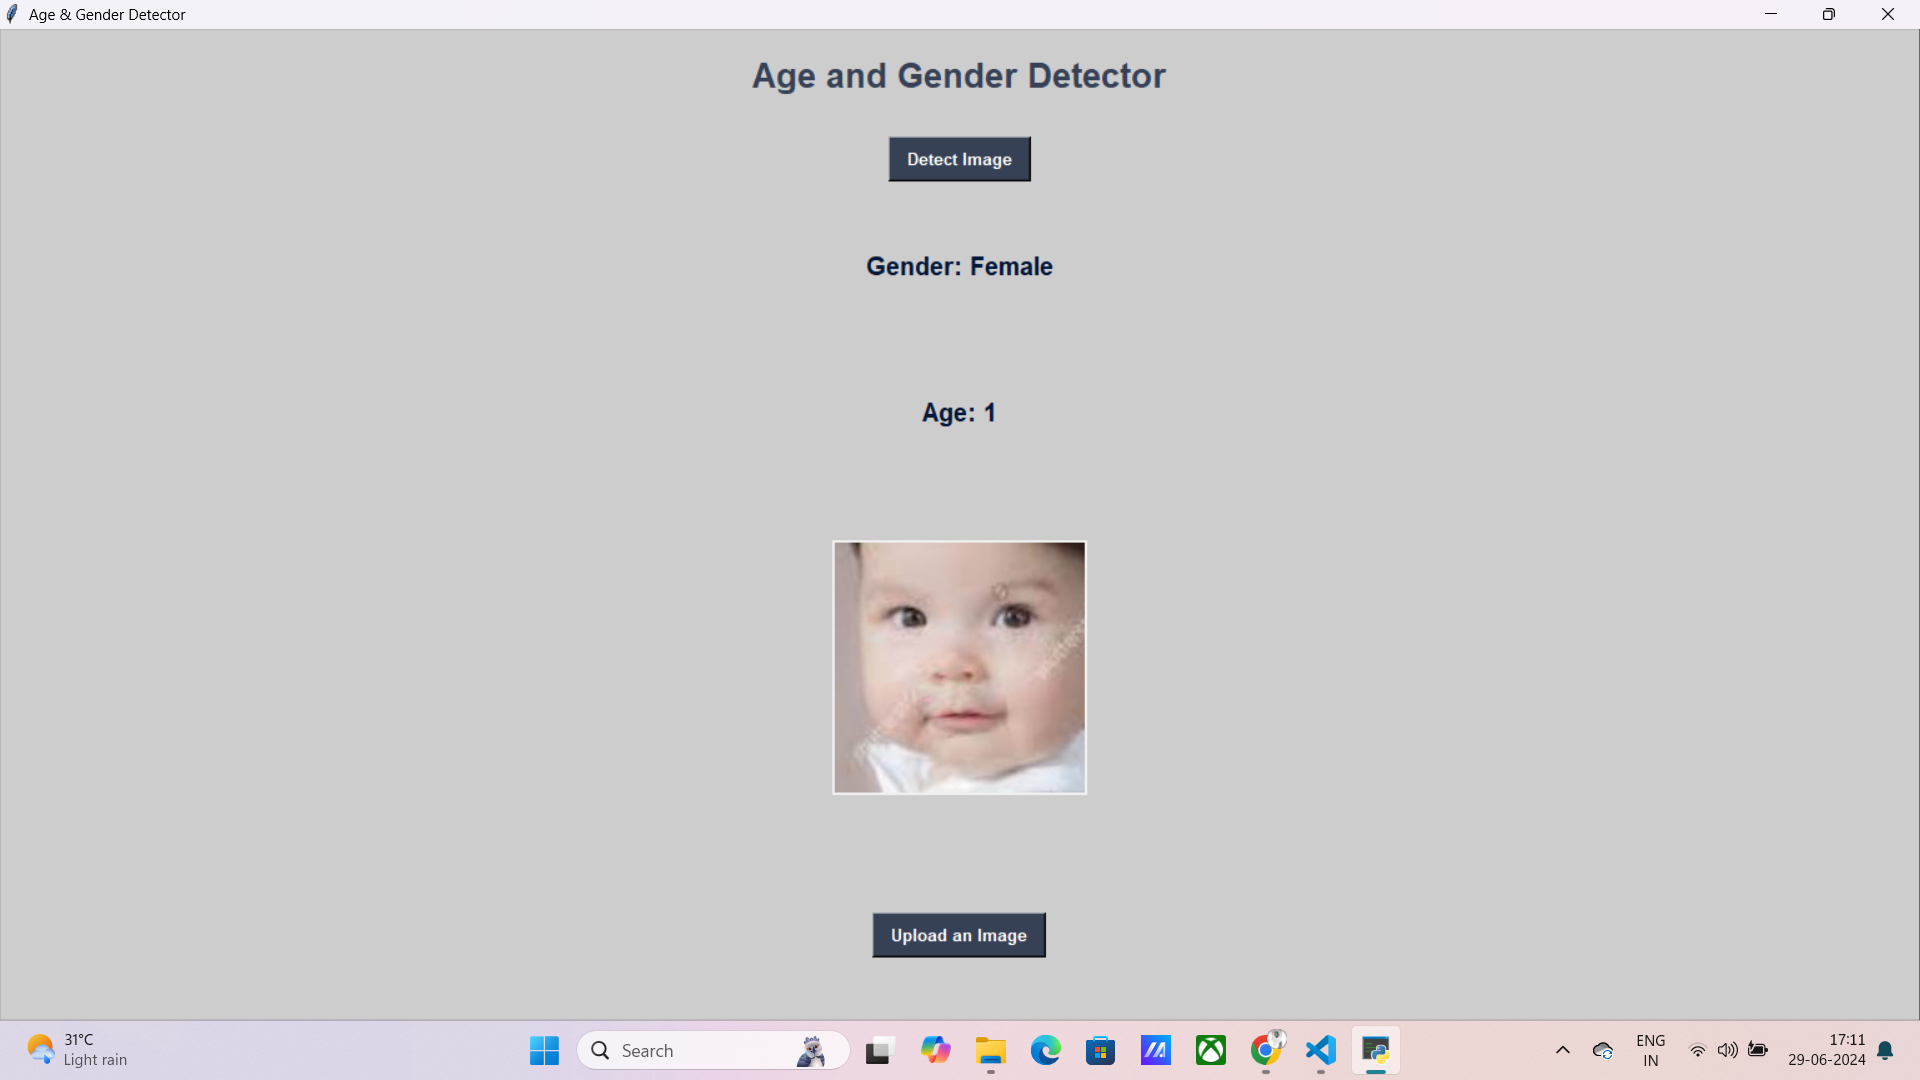 Age & Gender Detector
Age and Gender Detector
Detect Image
Gender: Female
Age: 1
Upload an Image
31°C
Light rain
Search
ENG
IN
17:11
29-06-2024